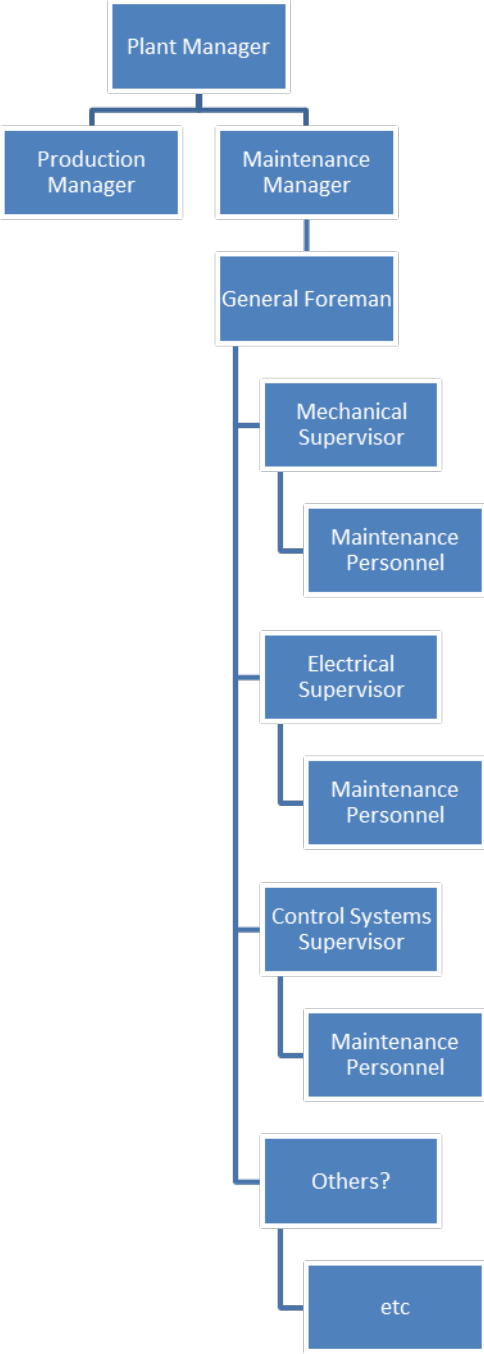 Plant Manager
Production
Manager
Maintenance
Manager
General Foreman
Mechanical
Supervisor
Maintenance
Personnel
Electrical
Supervisor
Maintenance
Personnel
Control Systems
Supervisor
Maintenance
Personnel
Others?
etc